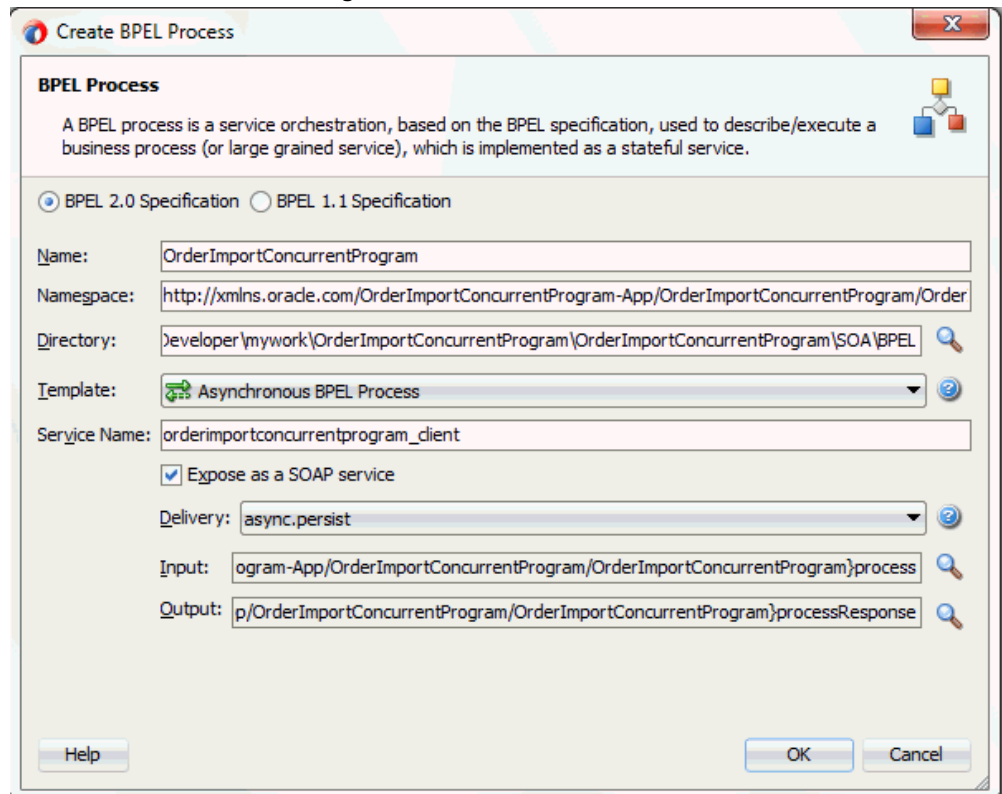 Create BPEL Process
BPEL Process
A BPEL process is a service orchestration, based on the BPEL specification, used to describe/execute a
business process (or large grained service), which is implemented as a stateful service.
BPEL 2.0 Specification BPEL 1.1 Specification
Name: OrderImportConcurrentProgram
Namespace: http://xmlns.oracle.com/OrderImportConcurrentProgram-App/OrderImportConcurrentProgram/Order
Directory: Developer\mywork\OrderImportConcurrentProgram\OrderImportConcurrentProgram\SOA\BPEL
Template: Asynchronous BPEL Process
Service Name: orderimportconcurrentprogram_client
Expose as a SOAP service
Delivery: async.persist
Input: ogram-App/OrderImportConcurrentProgram/OrderImportConcurrentProgram}process
Output: p/OrderImportConcurrentProgram/OrderImportConcurrentProgram}processResponse
Help OK Cancel